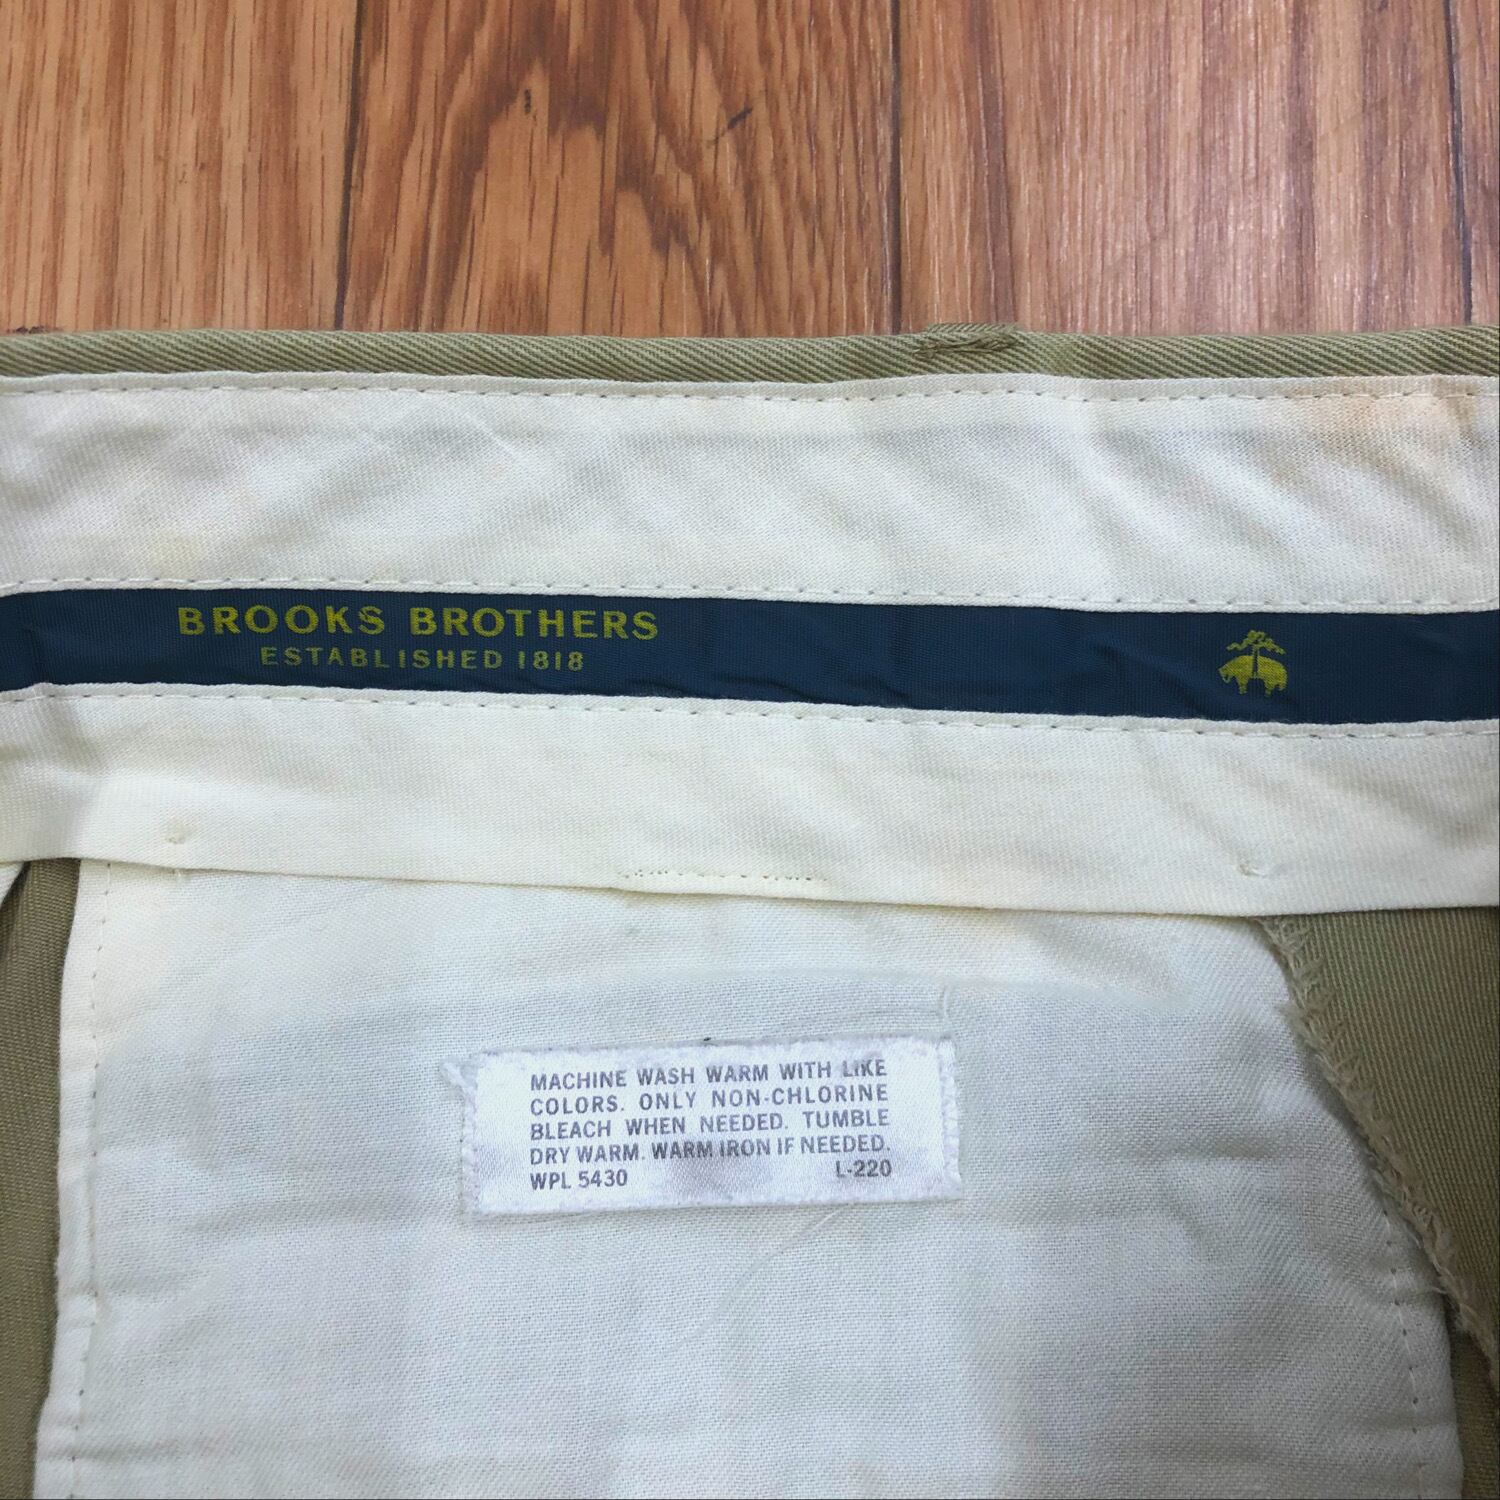 BROOKS BROTHERS
ESTABLISHED 1818
MACHINE WASH WARM WITH LIKE
COLORS. ONLY NON-CHLORINE
BLEACH WHEN NEEDED. TUMBLE
DRY WARM. WARM IRON IF NEEDED.
WPL 5430 L-220